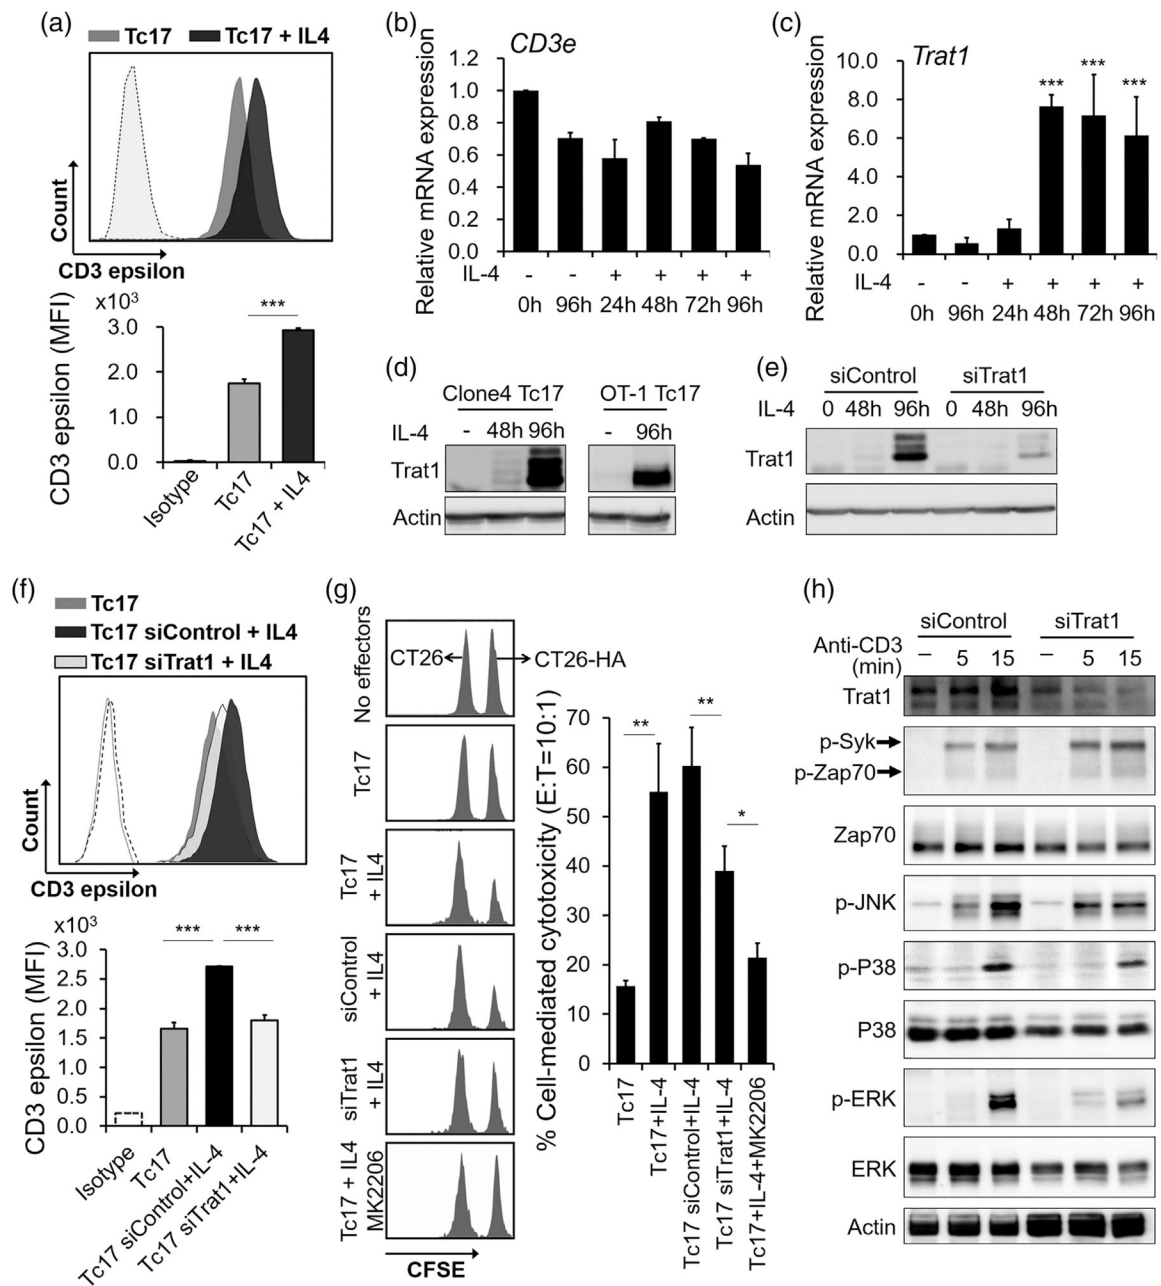 (a)
Tc17
Tc17 + IL4
Count
CD3 epsilon
x10³
CD3 epsilon (MFI)
3.0
2.0
1.0
0.0
***
Isotype
Tc17
Tc17 + IL4
(b)
CD3e
Relative mRNA expression
1.2
1.0
0.8
0.6
0.4
0.2
0.0
IL-4 - - + + + +
0h 96h 24h 48h 72h 96h
(c)
Trat1
Relative mRNA expression
10.0
8.0
6.0
4.0
2.0
0.0
*** *** ***
IL-4 - - + + + +
0h 96h 24h 48h 72h 96h
(d)
Clone4 Tc17 OT-1 Tc17
IL-4 - 48h 96h - 96h
Trat1
Actin
(e)
siControl siTrat1
IL-4 0 48h 96h 0 48h 96h
Trat1
Actin
(f)
Tc17
Tc17 siControl + IL4
Tc17 siTrat1 + IL4
Count
CD3 epsilon
x10³
CD3 epsilon (MFI)
3.0
2.5
2.0
1.5
1.0
0.5
0.0
*** ***
Isotype
Tc17
Tc17 siControl+IL-4
Tc17 siTrat1+IL-4
(g)
No effectors
CT26 CT26-HA
Tc17
Tc17 + IL4
siControl + IL4
siTrat1 + IL4
Tc17 + IL4 MK2206
CFSE
% Cell-mediated cytotoxicity (E:T=10:1)
70
60
50
40
30
20
10
0
** ** *
Tc17
Tc17+IL-4
Tc17 siControl+IL-4
Tc17 siTrat1+IL-4
Tc17+IL-4+MK2206
(h)
siControl siTrat1
Anti-CD3 (min) – 5 15 – 5 15
Trat1
p-Syk
p-Zap70
Zap70
p-JNK
p-P38
P38
p-ERK
ERK
Actin